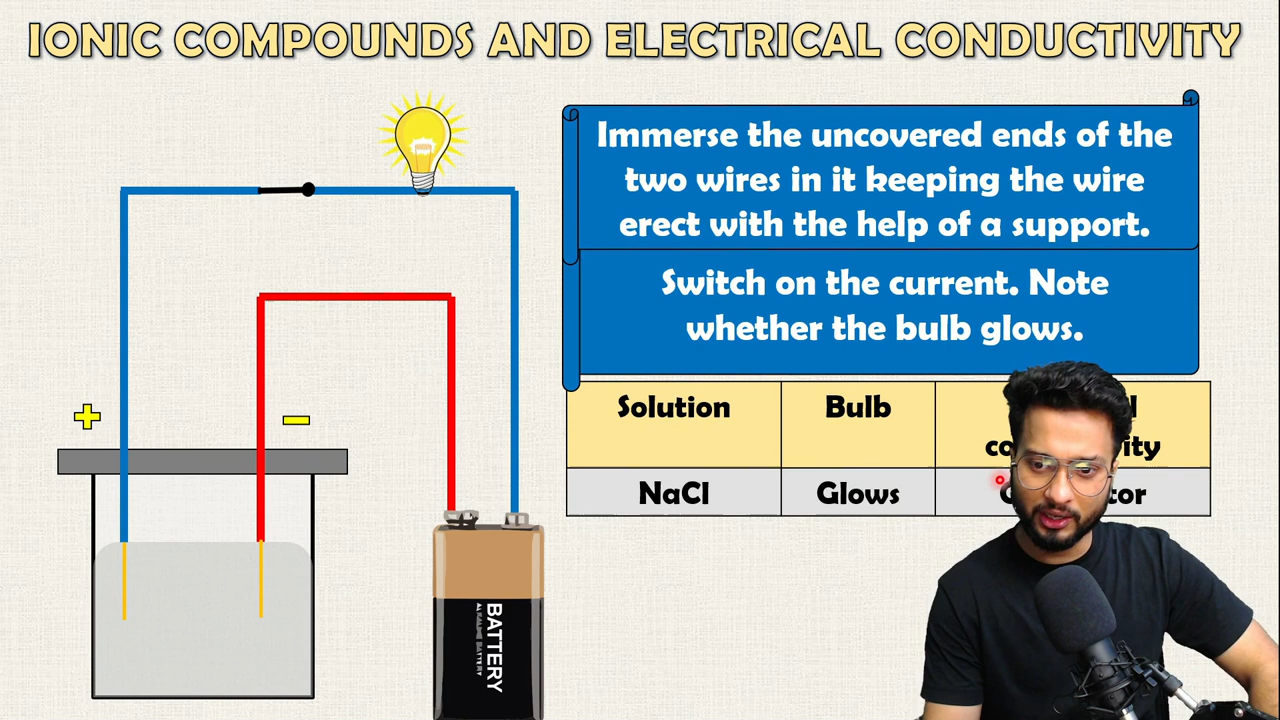 IONIC COMPOUNDS AND ELECTRICAL CONDUCTIVITY
Immerse the uncovered ends of the
two wires in it keeping the wire
erect with the help of a support.
Switch on the current. Note
whether the bulb glows.
Solution Bulb
NaCl Glows
+ −
BATTERY
ALKALINE BATTERY